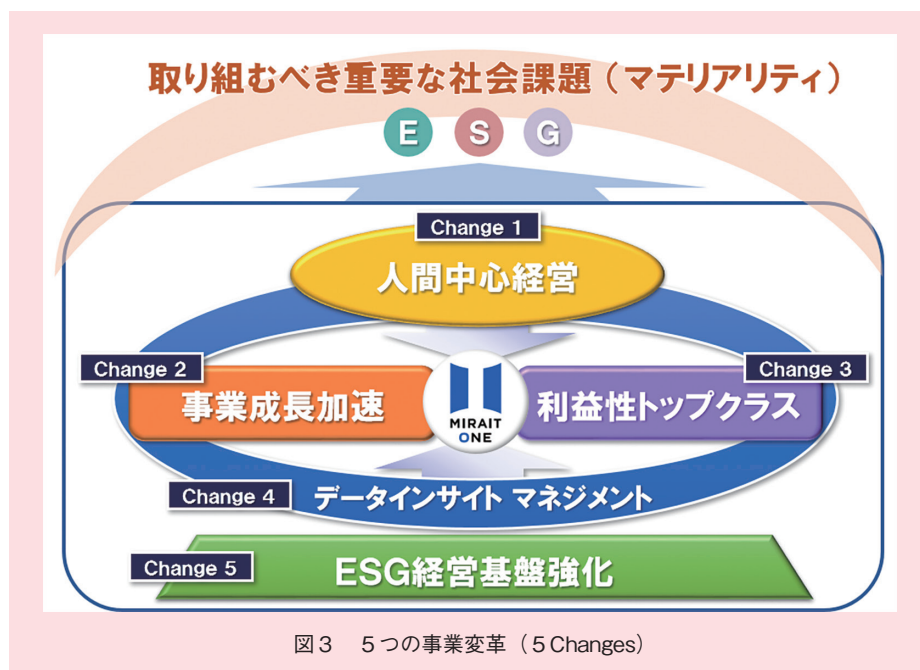 取り組むべき重要な社会課題（マテリアリティ）
E S G
Change 1
人間中心経営
Change 2
事業成長加速
MIRAIT
ONE
Change 3
利益性トップクラス
Change 4
データインサイト マネジメント
Change 5
ESG経営基盤強化
図3　5つの事業変革（5 Changes）